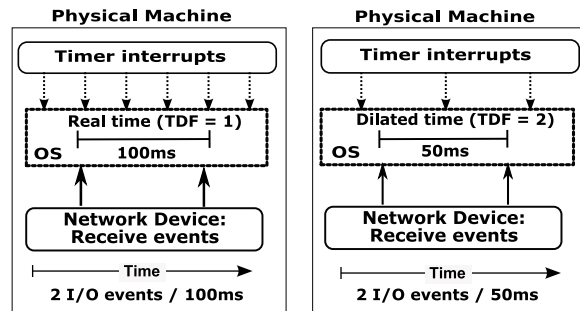 Physical Machine
Timer interrupts
Real time (TDF = 1)
100ms
OS
Network Device:
Receive events
Time
2 I/O events / 100ms
Physical Machine
Timer interrupts
Dilated time (TDF = 2)
50ms
OS
Network Device:
Receive events
Time
2 I/O events / 50ms